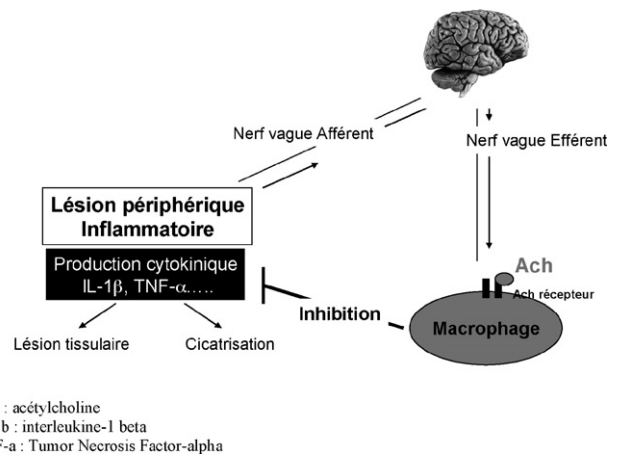 Nerf vague Afférent
Nerf vague Efférent
Lésion périphérique
Inflammatoire
Production cytokinique
IL-1β, TNF-α.....
Ach
Ach récepteur
Inhibition
Macrophage
Lésion tissulaire
Cicatrisation
: acétylcholine
b : interleukine-1 beta
F-a : Tumor Necrosis Factor-alpha